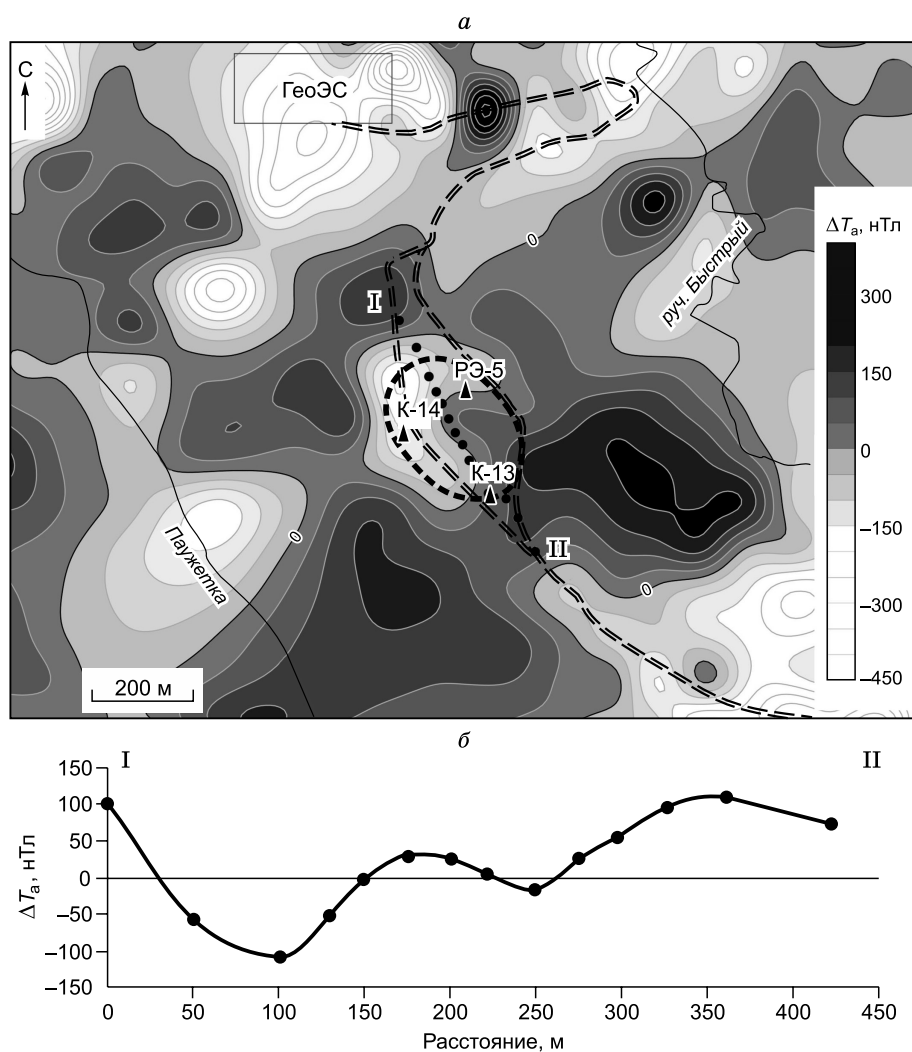 а
С
ГеоЭС
0
руч. Быстрый
ΔTa, нТл
300
150
0
–150
–300
–450
I
РЭ-5
К-14
К-13
II
0
0
Паужетка
200 м
б
I
II
150
100
50
0
–50
–100
–150
ΔTa, нТл
0 50 100 150 200 250 300 350 400 450
Расстояние, м